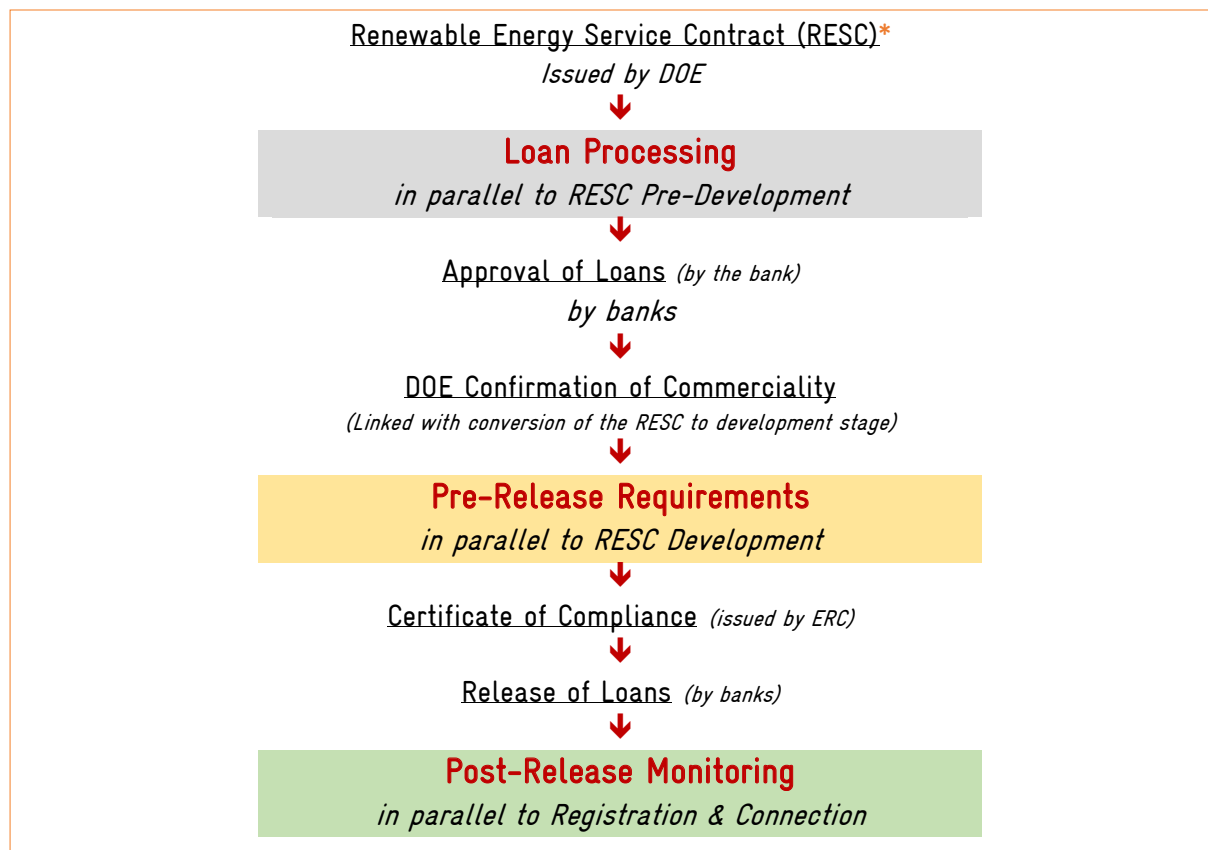 Renewable Energy Service Contract (RESC)*
Issued by DOE
Loan Processing
in parallel to RESC Pre-Development
Approval of Loans (by the bank)
by banks
DOE Confirmation of Commerciality
(Linked with conversion of the RESC to development stage)
Pre-Release Requirements
in parallel to RESC Development
Certificate of Compliance (issued by ERC)
Release of Loans (by banks)
Post-Release Monitoring
in parallel to Registration & Connection